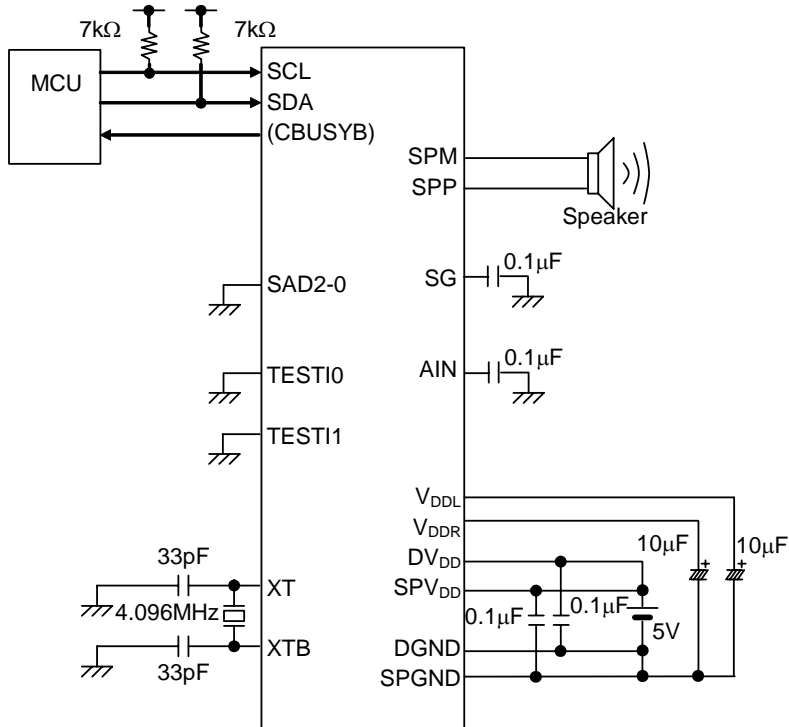 7kΩ
7kΩ
MCU
SCL
SDA
(CBUSYB)
SPM
SPP
Speaker
SAD2-0
SG
0.1μF
TESTI0
AIN
0.1μF
TESTI1
VDDL
VDDR
10μF
10μF
DVDD
SPVDD
33pF
XT
4.096MHz
XTB
33pF
0.1μF
0.1μF
5V
DGND
SPGND